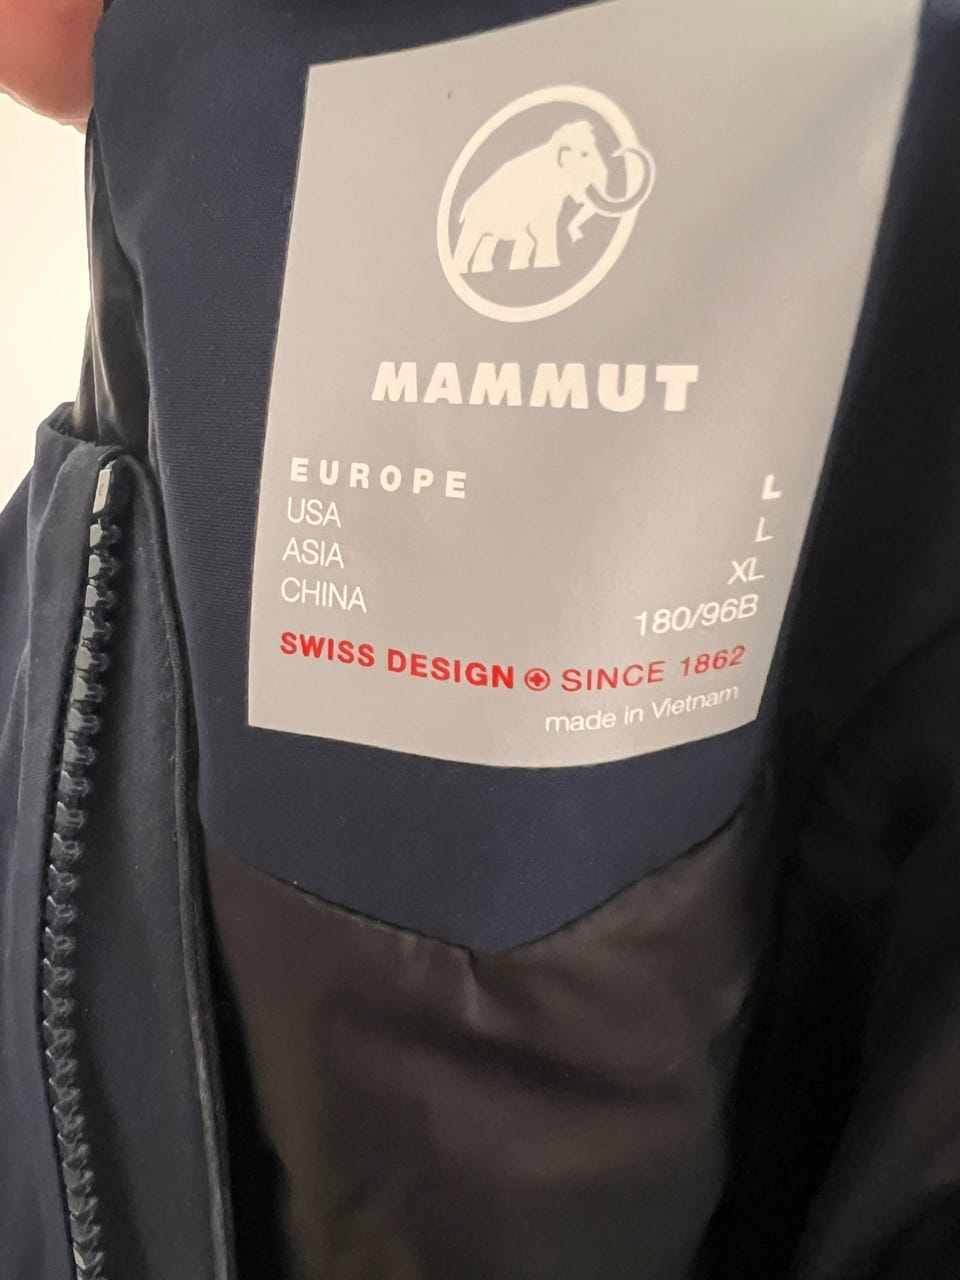 MAMMUT
EUROPE L
USA L
ASIA XL
CHINA 180/96B
SWISS DESIGN SINCE 1862
made in Vietnam